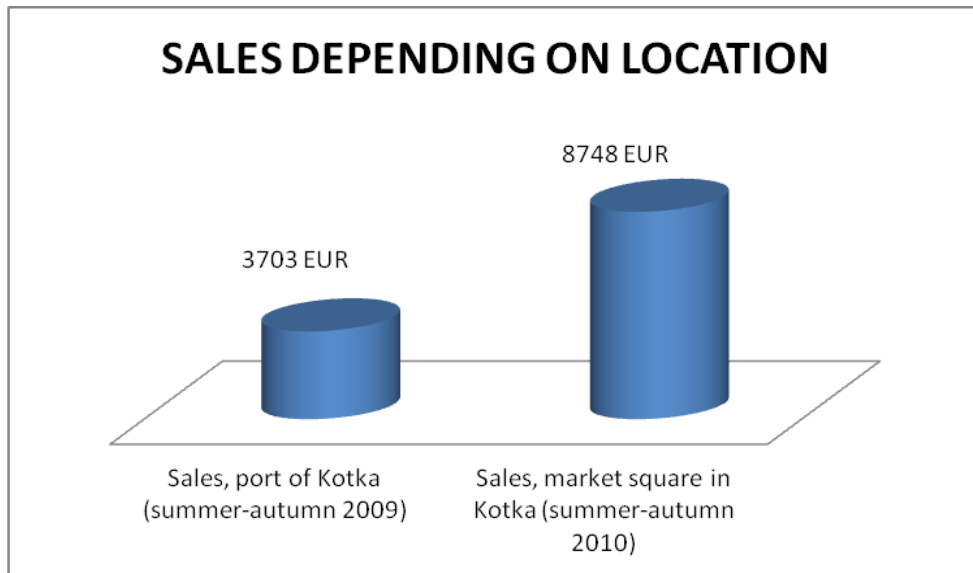 SALES DEPENDING ON LOCATION
8748 EUR
3703 EUR
Sales, port of Kotka
(summer-autumn 2009)
Sales, market square in
Kotka (summer-autumn
2010)